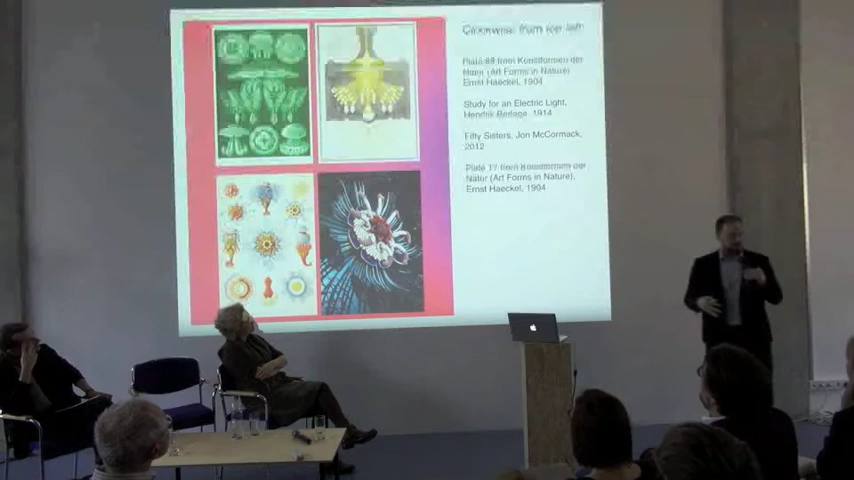 Clockwise from top left
Plate 88 from Kunstformen der
Natur (Art Forms in Nature)
Ernst Haeckel, 1904
Study for an Electric Light,
Hendrik Berlage, 1914
Fifty Sisters, Jon McCormack,
2012
Plate 17 from Kunstformen der
Natur (Art Forms in Nature),
Ernst Haeckel, 1904